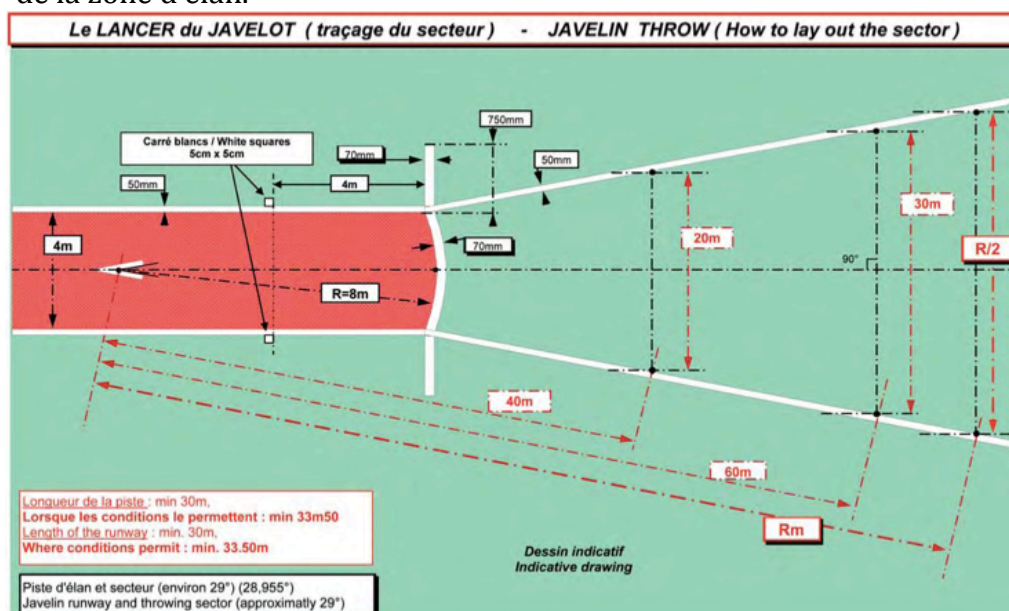 de la zone d'élan.
Le LANCER du JAVELOT ( traçage du secteur ) - JAVELIN THROW ( How to lay out the sector )
750mm
Carré blancs / White squares
5cm x 5cm
70mm
50mm
4m
50mm
4m
70mm
20m
30m
R/2
90°
R=8m
40m
60m
Rm
Longueur de la piste : min 30m,
Lorsque les conditions le permettent : min 33m50
Length of the runway : min. 30m,
Where conditions permit : min. 33.50m
Dessin indicatif
Indicative drawing
Piste d'élan et secteur (environ 29°) (28,955°)
Javelin runway and throwing sector (approximatly 29°)